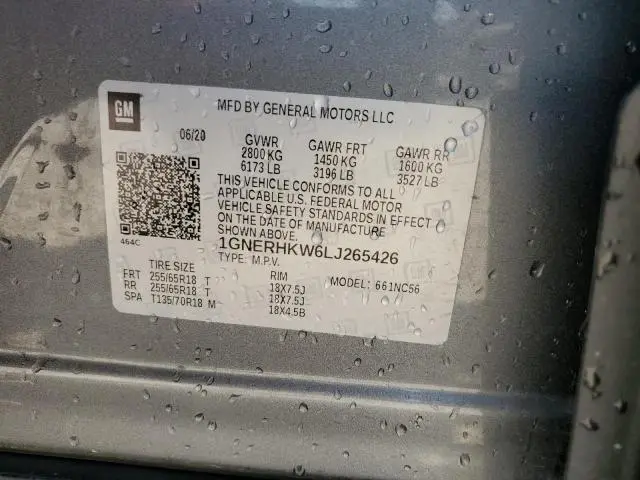 GM
MFD BY GENERAL MOTORS LLC
06/20 GVWR GAWR FRT GAWR RR
2800 KG 1450 KG 1600 KG
6173 LB 3196 LB 3527 LB
THIS VEHICLE CONFORMS TO ALL
APPLICABLE U.S. FEDERAL MOTOR
VEHICLE SAFETY STANDARDS IN EFFECT
ON THE DATE OF MANUFACTURE
SHOWN ABOVE.
464C
1GNERHKW6LJ265426
TYPE: M.P.V.
TIRE SIZE RIM MODEL: 661NC56
FRT 255/65R18 T 18X7.5J
RR 255/65R18 T 18X7.5J
SPA T135/70R18 M 18X4.5B